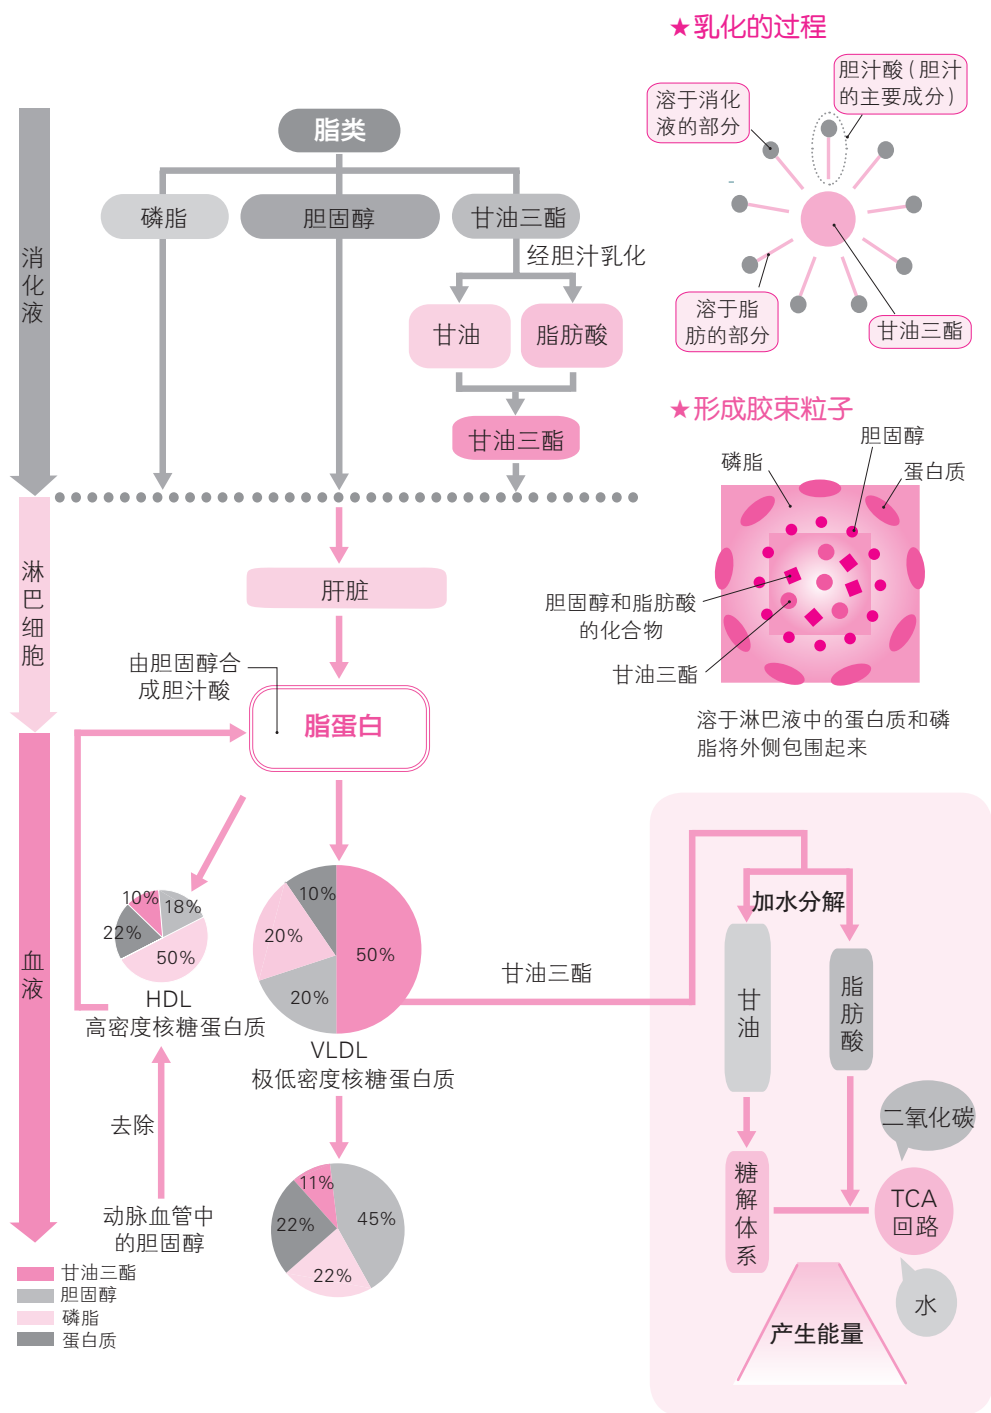 ★乳化的过程
胆汁酸（胆汁
的主要成分）
溶于消化
液的部分
溶于脂
肪的部分
甘油三酯
脂类
磷脂
胆固醇
甘油三酯
经胆汁乳化
甘油
脂肪酸
甘油三酯
消化液
★形成胶束粒子
胆固醇
磷脂
蛋白质
胆固醇和脂肪酸
的化合物
甘油三酯
溶于淋巴液中的蛋白质和磷
脂将外侧包围起来
淋巴细胞
肝脏
由胆固醇合
成胆汁酸
脂蛋白
血液
10%
18%
22%
50%
HDL
高密度核糖蛋白质
10%
20%
50%
20%
VLDL
极低密度核糖蛋白质
甘油三酯
去除
动脉血管中
的胆固醇
11%
45%
22%
22%
加水分解
甘油
脂肪酸
二氧化碳
糖解体系
TCA
回路
水
产生能量
甘油三酯
胆固醇
磷脂
蛋白质